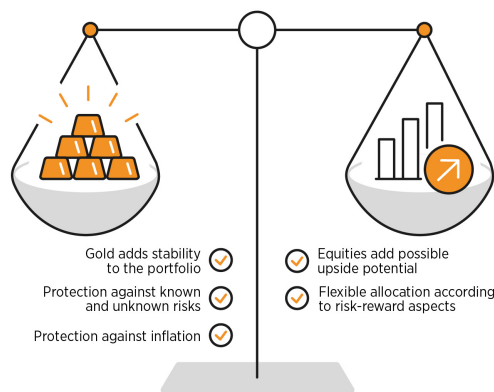 Gold adds stability
to the portfolio
Protection against known
and unknown risks
Protection against inflation
Equities add possible
upside potential
Flexible allocation according
to risk-reward aspects